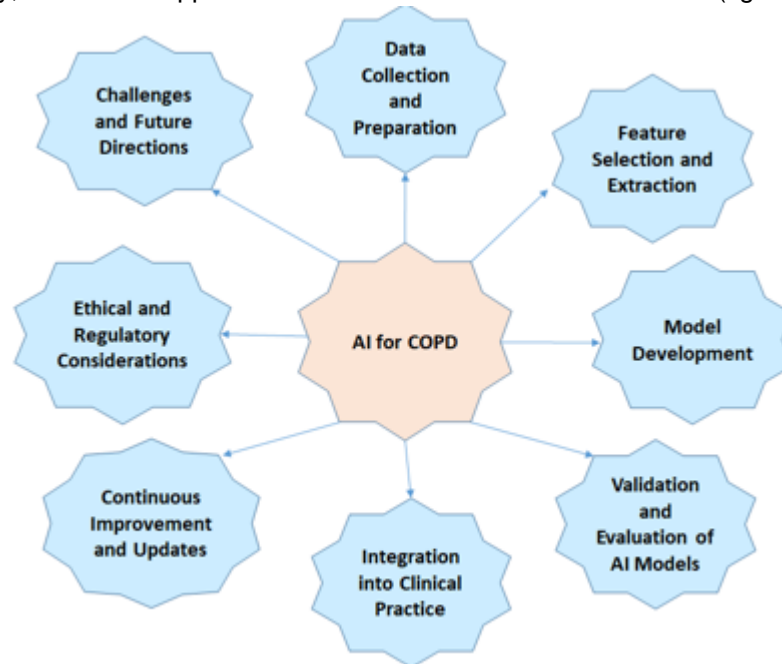 Data
Collection
and
Preparation
Feature
Selection and
Extraction
Model
Development
Validation
and
Evaluation of
AI Models
Integration
into Clinical
Practice
Continuous
Improvement
and Updates
Ethical and
Regulatory
Considerations
Challenges
and Future
Directions
AI for COPD